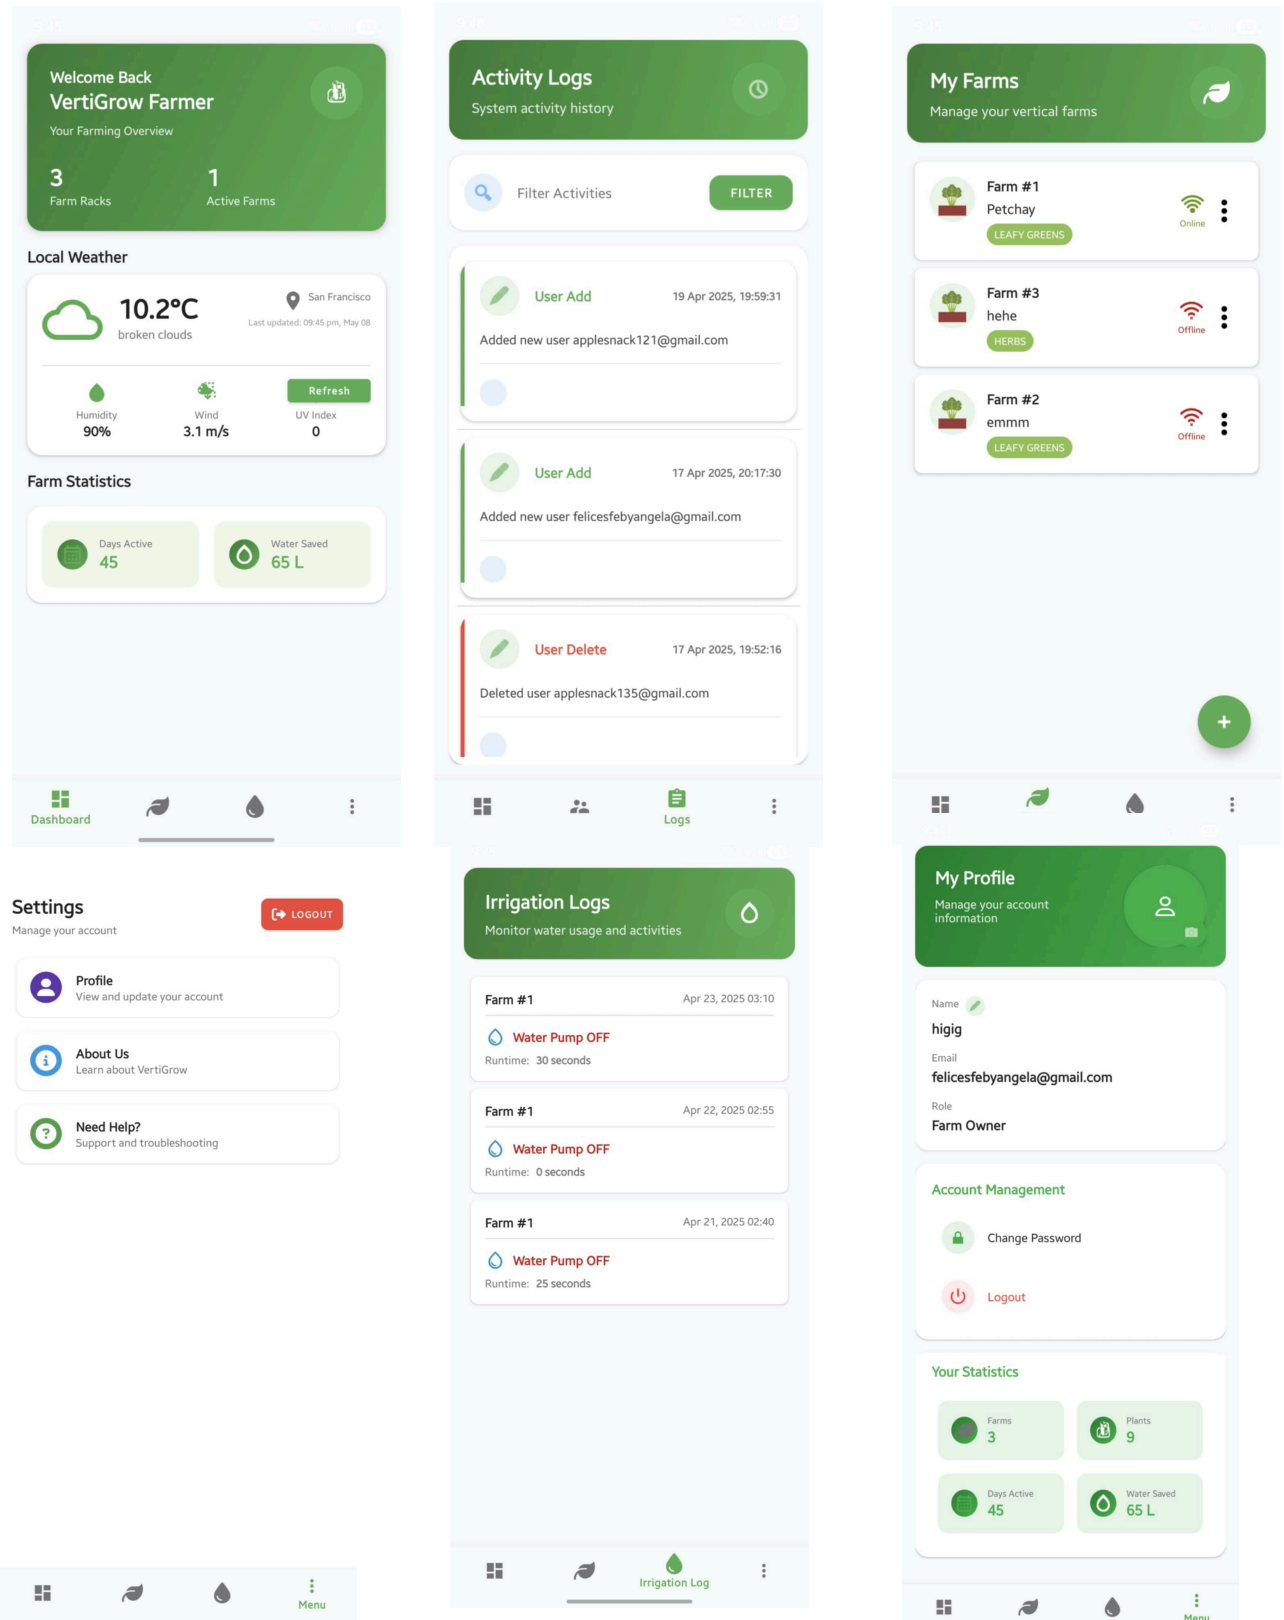 Welcome Back
VertiGrow Farmer
Your Farming Overview
3
Farm Racks
1
Active Farms
Local Weather
10.2°C
broken clouds
San Francisco
Last updated: 09:45 pm, May 08
Refresh
Humidity
90%
Wind
3.1 m/s
UV Index
0
Farm Statistics
Days Active
45
Water Saved
65 L
Dashboard
Activity Logs
System activity history
Filter Activities
FILTER
User Add
19 Apr 2025, 19:59:31
Added new user applesnack121@gmail.com
User Add
17 Apr 2025, 20:17:30
Added new user felicesfebyangela@gmail.com
User Delete
17 Apr 2025, 19:52:16
Deleted user applesnack135@gmail.com
Logs
My Farms
Manage your vertical farms
Farm #1
Petchay
LEAFY GREENS
Online
Farm #3
hehe
HERBS
Offline
Farm #2
emmm
LEAFY GREENS
Offline
+
Settings
Manage your account
LOGOUT
Profile
View and update your account
About Us
Learn about VertiGrow
Need Help?
Support and troubleshooting
Menu
Irrigation Logs
Monitor water usage and activities
Farm #1
Apr 23, 2025 03:10
Water Pump OFF
Runtime: 30 seconds
Farm #1
Apr 22, 2025 02:55
Water Pump OFF
Runtime: 0 seconds
Farm #1
Apr 21, 2025 02:40
Water Pump OFF
Runtime: 25 seconds
Irrigation Log
My Profile
Manage your account
information
Name
higig
Email
felicesfebyangela@gmail.com
Role
Farm Owner
Account Management
Change Password
Logout
Your Statistics
Farms
3
Plants
9
Days Active
45
Water Saved
65 L
Menu